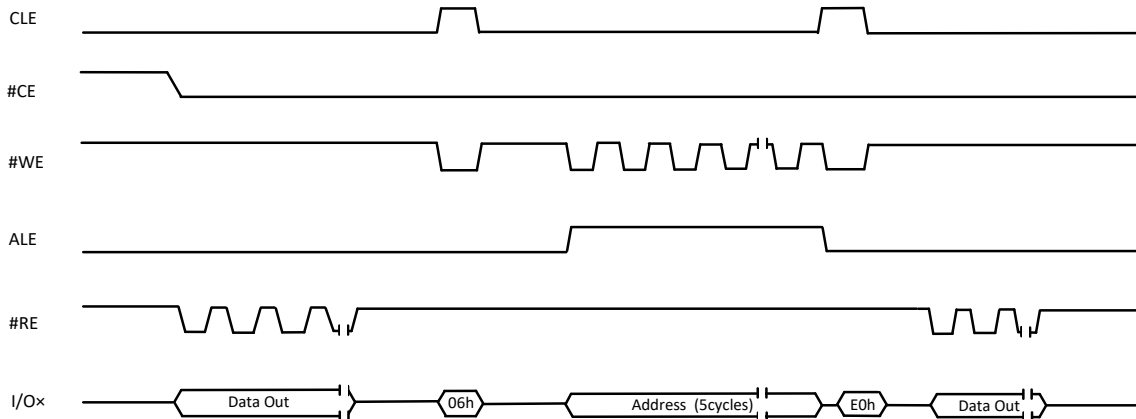 CLE
#CE
#WE
ALE
#RE
I/O×
Data Out
06h
Address (5cycles)
E0h
Data Out